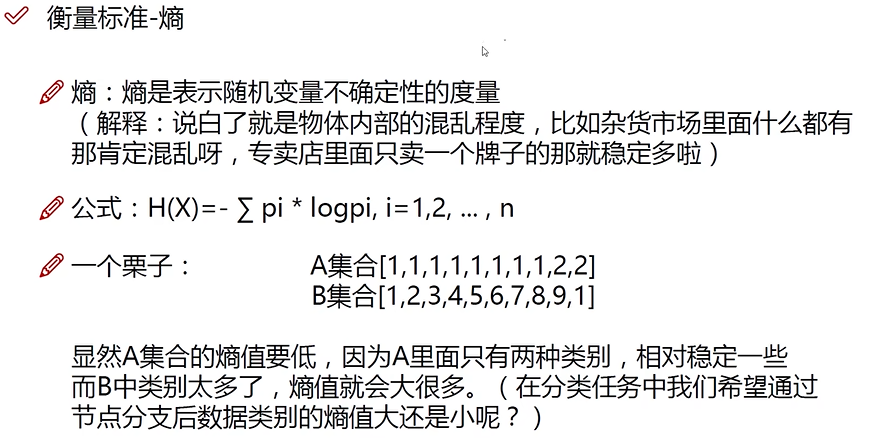 衡量标准-熵
熵：熵是表示随机变量不确定性的度量
（解释：说白了就是物体内部的混乱程度，比如杂货市场里面什么都有
那肯定混乱呀，专卖店里面只卖一个牌子的那就稳定多啦）
公式：H(X)=- ∑ pi * logpi, i=1,2, ... , n
一个栗子： A集合[1,1,1,1,1,1,1,1,2,2]
B集合[1,2,3,4,5,6,7,8,9,1]
显然A集合的熵值要低，因为A里面只有两种类别，相对稳定一些
而B中类别太多了，熵值就会大很多。（在分类任务中我们希望通过
节点分支后数据类别的熵值大还是小呢？）